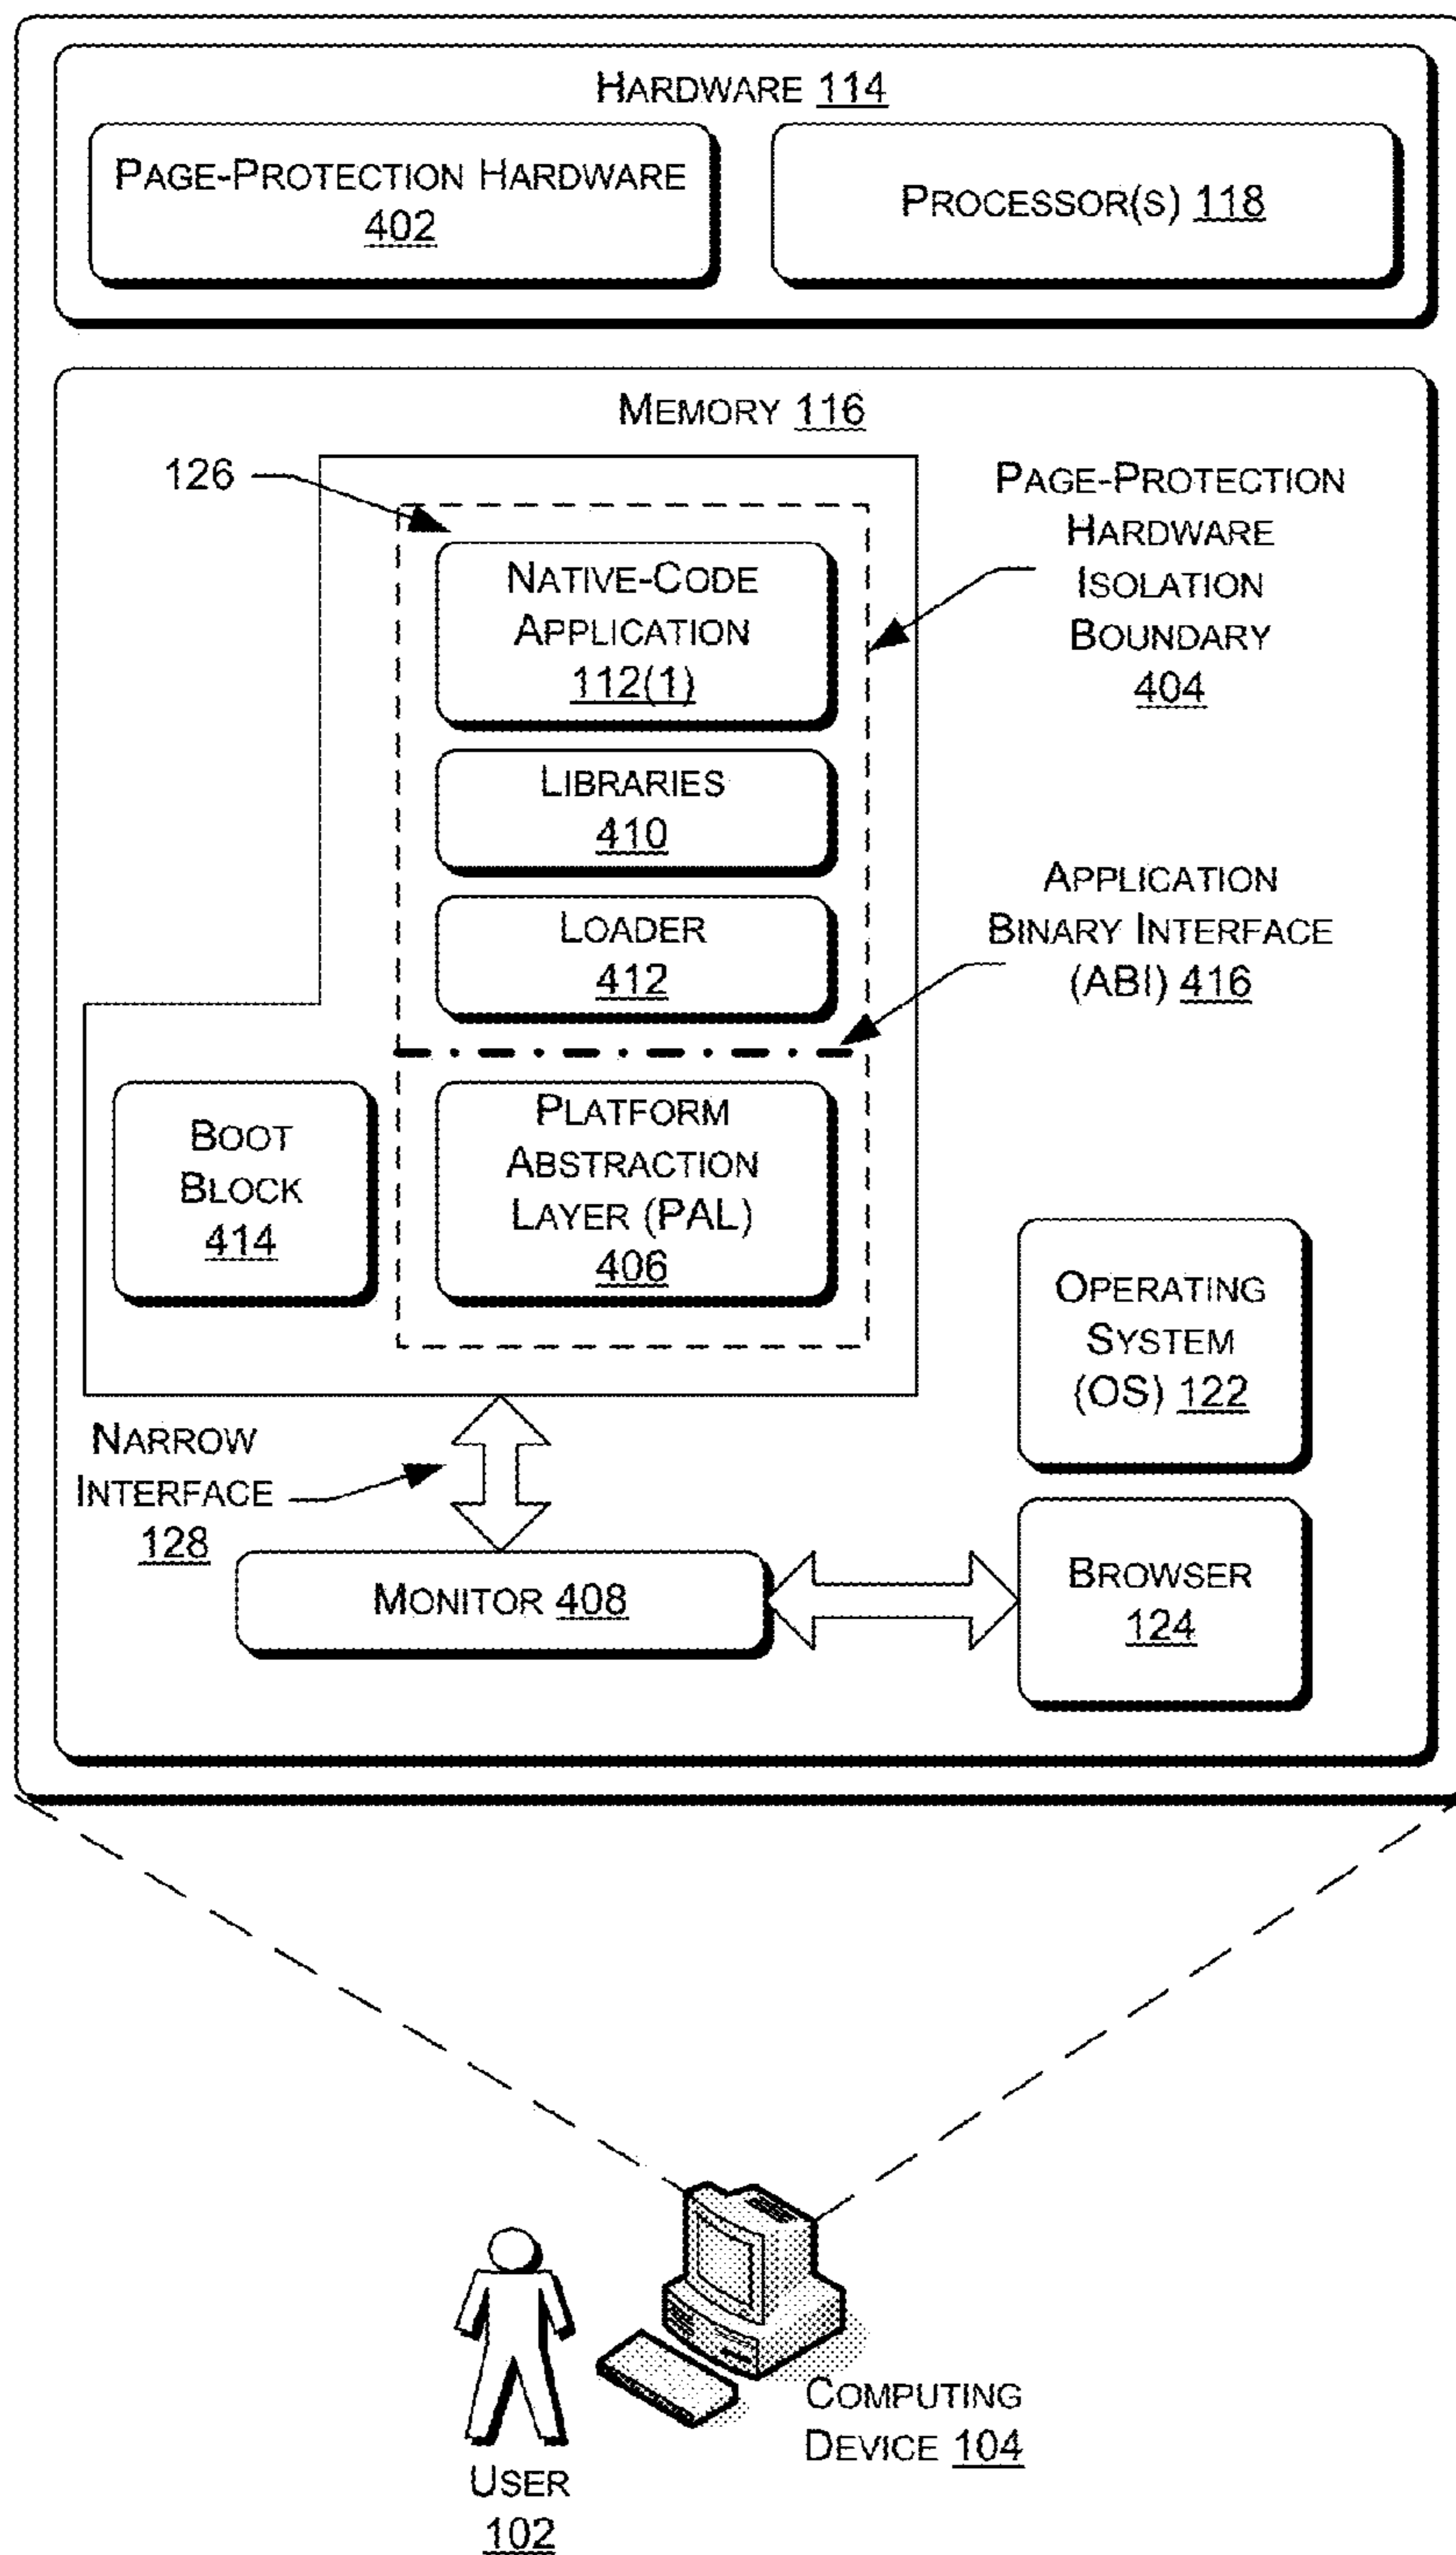 HARDWARE 114
PAGE-PROTECTION HARDWARE
402
PROCESSOR(S) 118
MEMORY 116
126
PAGE-PROTECTION
HARDWARE
ISOLATION
BOUNDARY
404
NATIVE-CODE
APPLICATION
112(1)
LIBRARIES
410
LOADER
412
APPLICATION
BINARY INTERFACE
(ABI) 416
BOOT
BLOCK
414
PLATFORM
ABSTRACTION
LAYER (PAL)
406
OPERATING
SYSTEM
(OS) 122
NARROW
INTERFACE
128
MONITOR 408
BROWSER
124
COMPUTING
DEVICE 104
USER
102